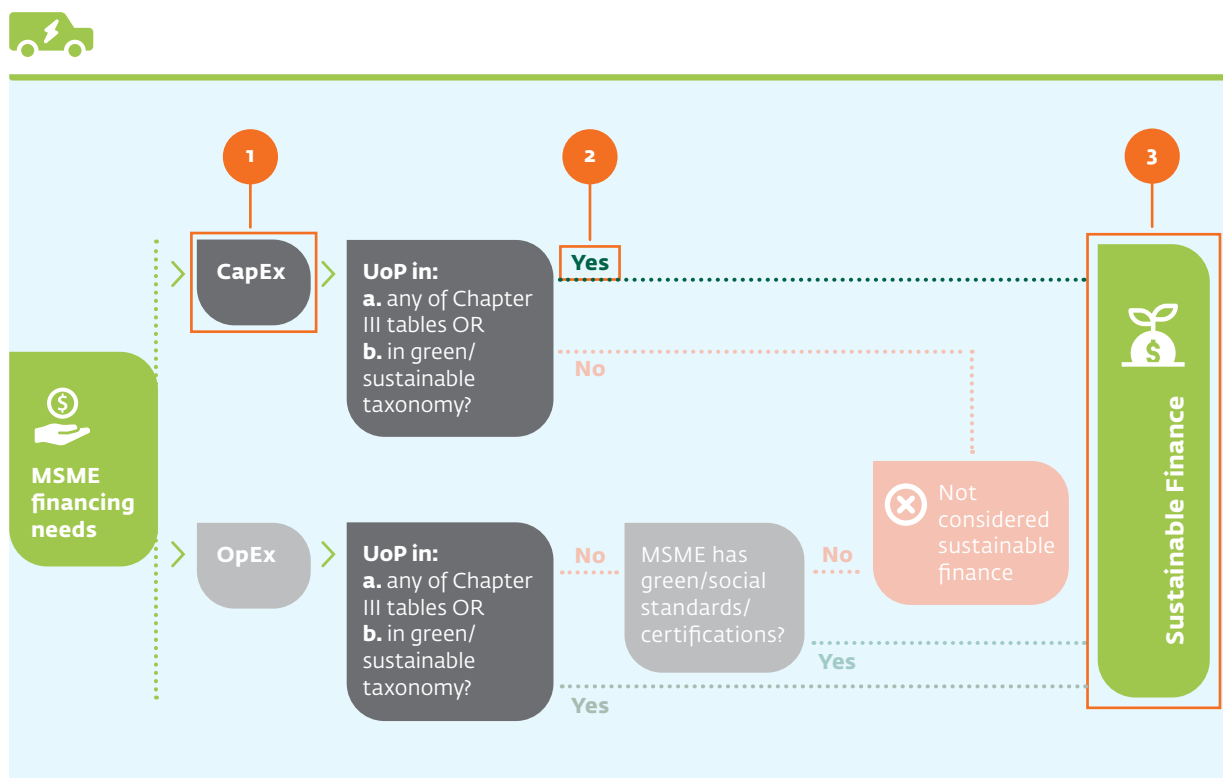 1
2
3
CapEx
UoP in:
a. any of Chapter
III tables OR
b. in green/
sustainable
taxonomy?
Yes
No
$
MSME
financing
needs
$
Sustainable Finance
Not
considered
sustainable
finance
OpEx
UoP in:
a. any of Chapter
III tables OR
b. in green/
sustainable
taxonomy?
No
MSME has
green/social
standards/
certifications?
No
Yes
Yes